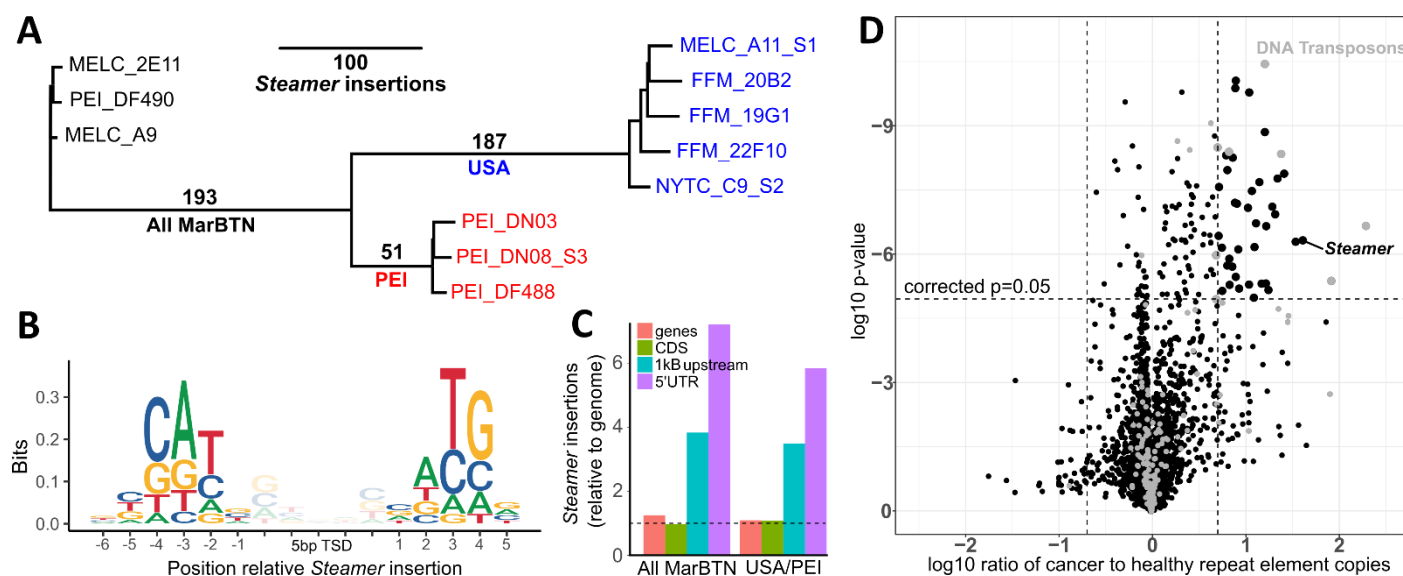 A
100
Steamer insertions
MELC_2E11
PEI_DF490
MELC_A9
193
All MarBTN
187
USA
51
PEI
MELC_A11_S1
FFM_20B2
FFM_19G1
FFM_22F10
NYTC_C9_S2
PEI_DN03
PEI_DN08_S3
PEI_DF488
B
Bits
0.3
0.2
0.1
0.0
C A T
G G C
T T A
A C G
T G
A C C
T A A
-6 -5 -4 -3 -2 -1 5bp TSD 1 2 3 4 5
Position relative Steamer insertion
C
genes
CDS
1kB upstream
5'UTR
Steamer insertions
(relative to genome)
6
4
2
All MarBTN USA/PEI
D
DNA Transposons
Steamer
corrected p=0.05
log10 p-value
-9
-6
-3
0
-2 -1 0 1 2
log10 ratio of cancer to healthy repeat element copies